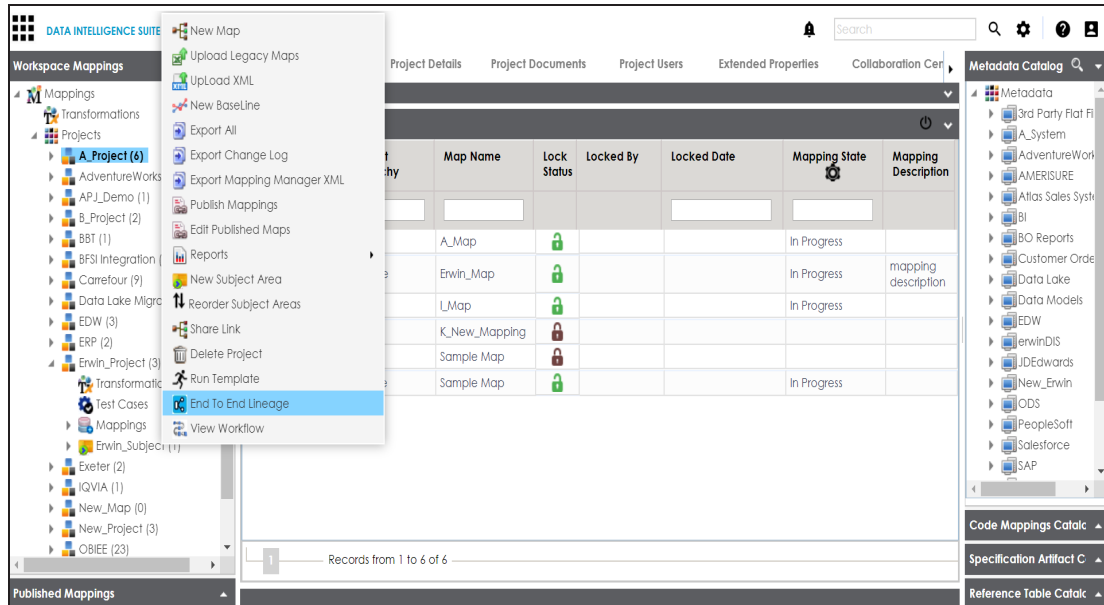 DATA INTELLIGENCE SUITE
Search
Workspace Mappings
Mappings
Transformations
Projects
A_Project (6)
AdventureWorks
APJ_Demo (1)
B_Project (2)
BBT (1)
BFSI Integration (
Carrefour (9)
Data Lake Migra
EDW (3)
ERP (2)
Erwin_Project (3)
Transformatic
Test Cases
Mappings
Erwin_Subject (1)
Exeter (2)
IQVIA (1)
New_Map (0)
New_Project (3)
OBIEE (23)
Published Mappings
New Map
Upload Legacy Maps
UpLoad XML
New BaseLine
Export All
Export Change Log
Export Mapping Manager XML
Publish Mappings
Edit Published Maps
Reports
New Subject Area
Reorder Subject Areas
Share Link
Delete Project
Run Template
End To End Lineage
View Workflow
Project Details Project Documents Project Users Extended Properties Collaboration Cen
t
hy
Map Name Lock Status Locked By Locked Date Mapping State Mapping Description
A_Map In Progress
e Erwin_Map In Progress mapping description
I_Map In Progress
K_New_Mapping
Sample Map
e Sample Map In Progress
1 Records from 1 to 6 of 6
Metadata Catalog
Metadata
3rd Party Flat Fi
A_System
AdventureWork
AMERISURE
Atlas Sales Syste
BI
BO Reports
Customer Orde
Data Lake
Data Models
EDW
erwinDIS
JDEdwards
New_Erwin
ODS
PeopleSoft
Salesforce
SAP
Code Mappings Catalc
Specification Artifact C
Reference Table Catalc